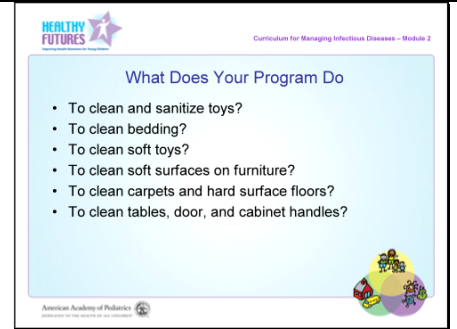 HEALTHY
FUTURES
Improving Health Outcomes for Young Children
Curriculum for Managing Infectious Diseases – Module 2
What Does Your Program Do
• To clean and sanitize toys?
• To clean bedding?
• To clean soft toys?
• To clean soft surfaces on furniture?
• To clean carpets and hard surface floors?
• To clean tables, door, and cabinet handles?
American Academy of Pediatrics
DEDICATED TO THE HEALTH OF ALL CHILDREN